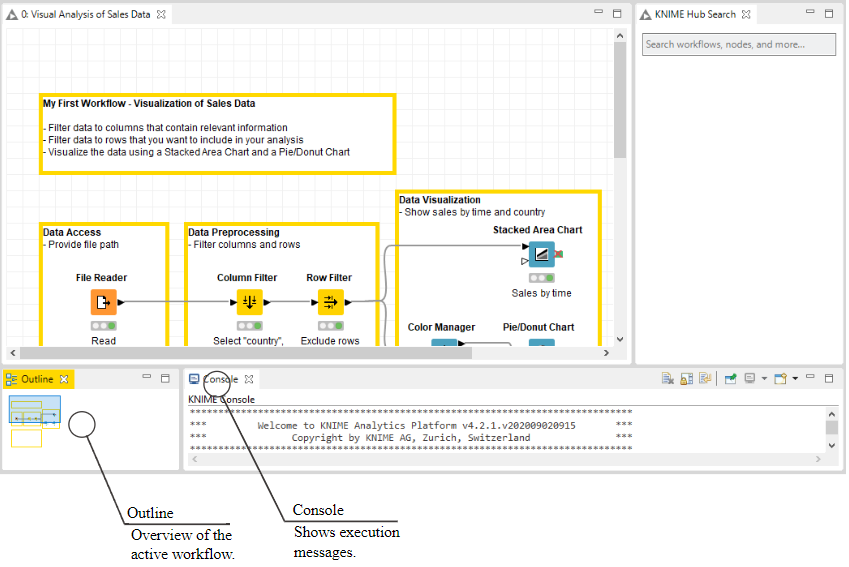 0: Visual Analysis of Sales Data
KNIME Hub Search
Search workflows, nodes, and more...
My First Workflow - Visualization of Sales Data
- Filter data to columns that contain relevant information
- Filter data to rows that you want to include in your analysis
- Visualize the data using a Stacked Area Chart and a Pie/Donut Chart
Data Visualization
- Show sales by time and country
Data Access
- Provide file path
Data Preprocessing
- Filter columns and rows
Stacked Area Chart
Sales by time
File Reader
Column Filter
Row Filter
Read
Select "country",
Exclude rows
Color Manager
Pie/Donut Chart
Outline
Console
KNIME Console
********************************************************************************
*** Welcome to KNIME Analytics Platform v4.2.1.v202009020915 ***
*** Copyright by KNIME AG, Zurich, Switzerland ***
********************************************************************************
Outline
Overview of the
active workflow.
Console
Shows execution
messages.